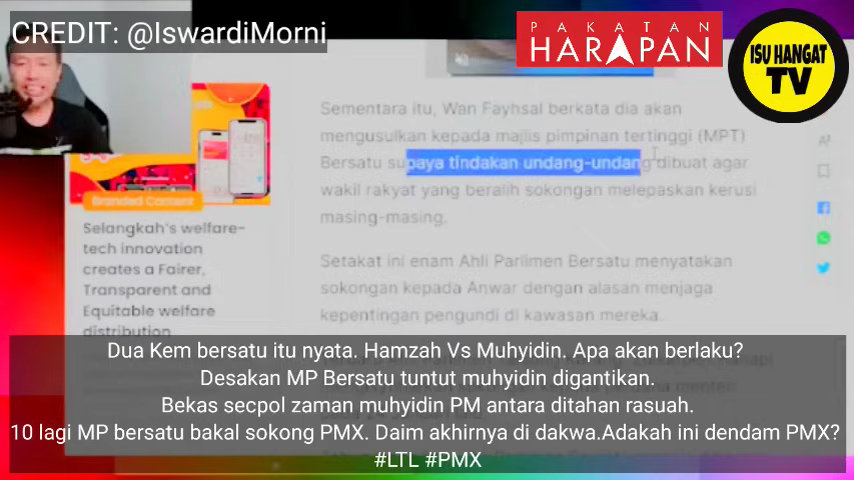 CREDIT: @IswardiMorni
PAKATAN
HARAPAN
ISU HANGAT
TV
Sementara itu, Wan Fayhsal berkata dia akan
mengusulkan kepada majlis pimpinan tertinggi (MPT)
Bersatu supaya tindakan undang-undang dibuat agar
wakil rakyat yang beralih sokongan melepaskan kerusi
masing-masing.
Setakat ini enam Ahli Parlimen Bersatu menyatakan
sokongan kepada Anwar dengan alasan menjaga
kepentingan pengundi di kawasan mereka.
Branded Content
Selangkah's welfare-
tech innovation
creates a Fairer,
Transparent and
Equitable welfare
distribution
Dua Kem bersatu itu nyata. Hamzah Vs Muhyidin. Apa akan berlaku?
Desakan MP Bersatu tuntut muhyidin digantikan.
Bekas secpol zaman muhyidin PM antara ditahan rasuah.
10 lagi MP bersatu bakal sokong PMX. Daim akhirnya di dakwa.Adakah ini dendam PMX?
#LTL #PMX